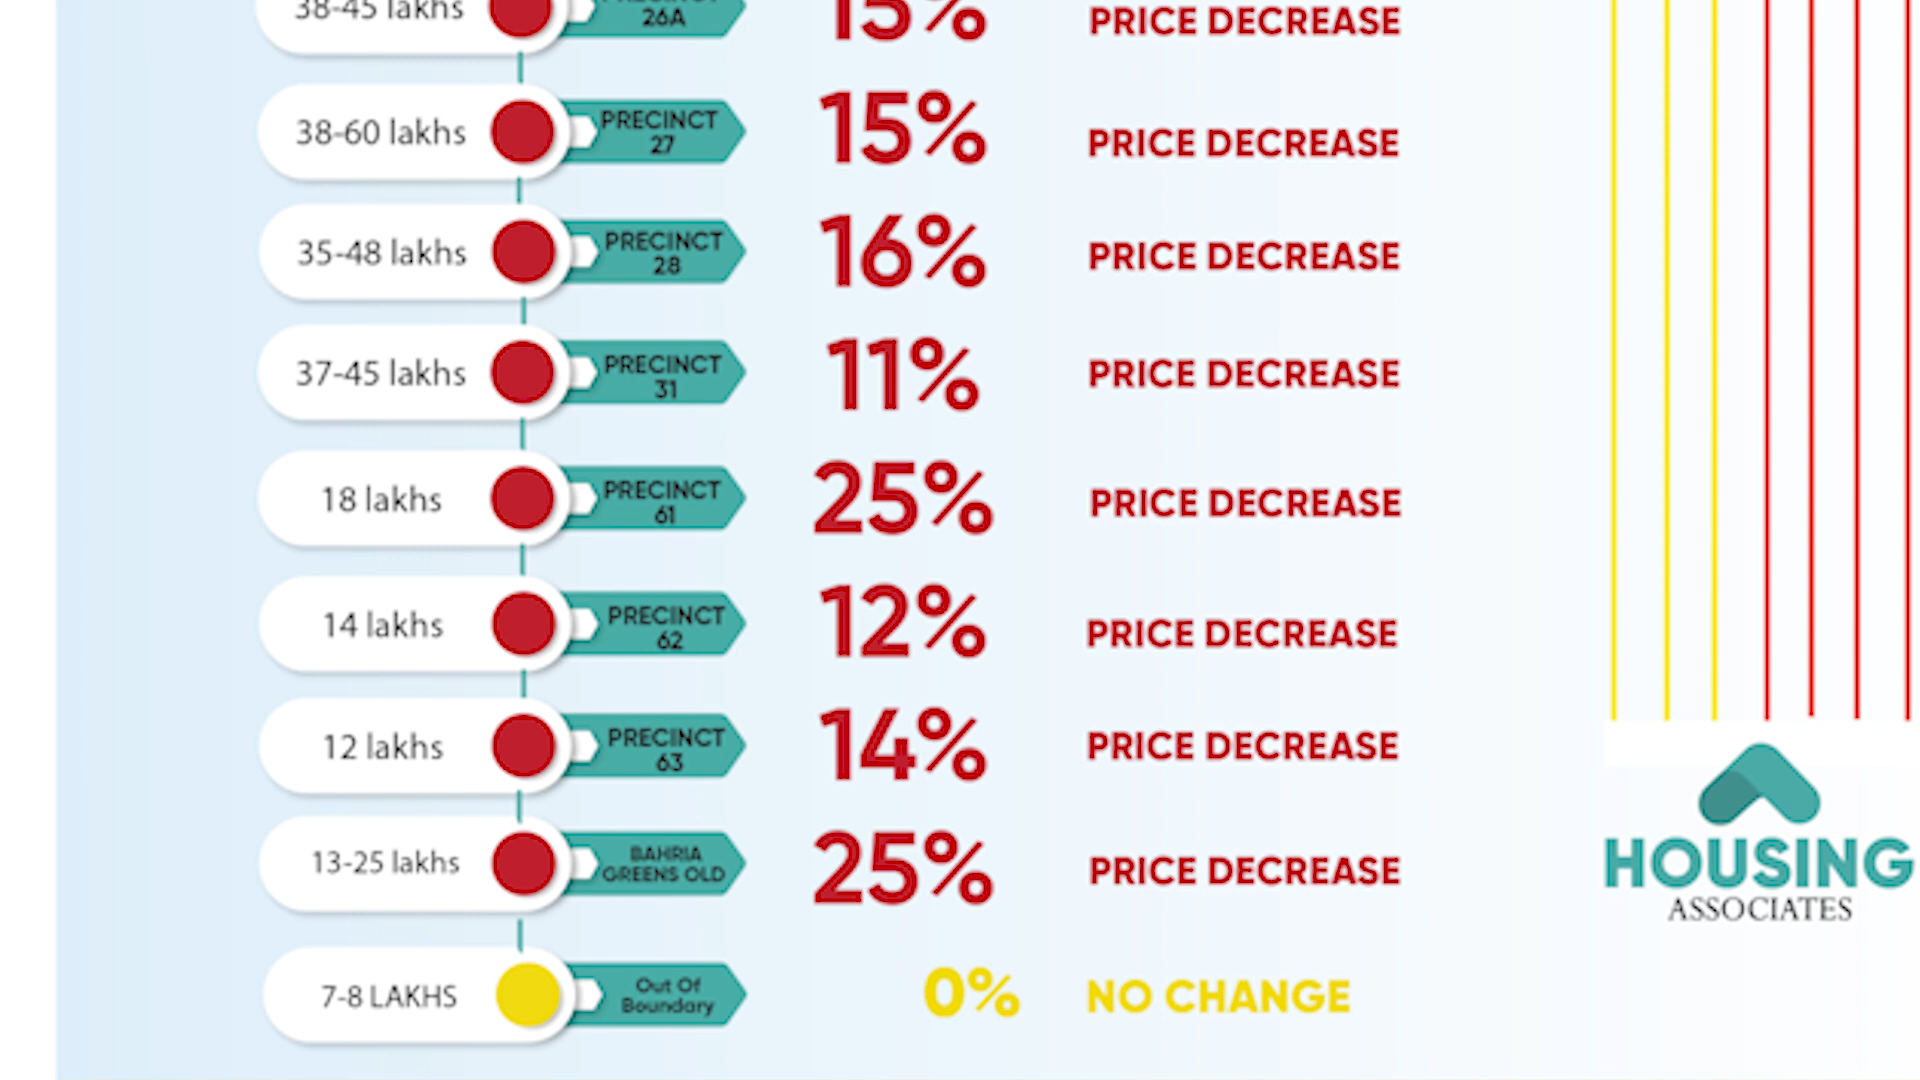 38-45 lakhs
PRECINCT
26A
15%
PRICE DECREASE
38-60 lakhs
PRECINCT
27
15%
PRICE DECREASE
35-48 lakhs
PRECINCT
28
16%
PRICE DECREASE
37-45 lakhs
PRECINCT
31
11%
PRICE DECREASE
18 lakhs
PRECINCT
61
25%
PRICE DECREASE
14 lakhs
PRECINCT
62
12%
PRICE DECREASE
12 lakhs
PRECINCT
63
14%
PRICE DECREASE
13-25 lakhs
BAHRIA
GREENS OLD
25%
PRICE DECREASE
7-8 LAKHS
Out Of
Boundary
0%
NO CHANGE
HOUSING
ASSOCIATES